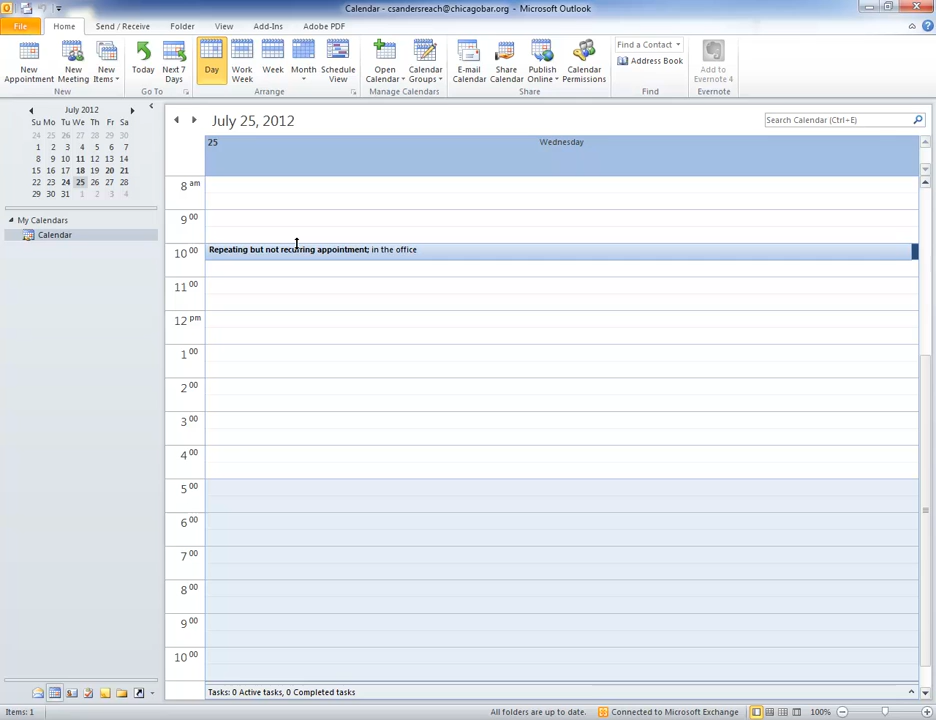 Calendar - csandersreach@chicagobar.org - Microsoft Outlook
File Home Send / Receive Folder View Add-Ins Adobe PDF
New Appointment New Meeting New Items Today Next 7 Days Day Work Week Week Month Schedule View Open Calendar Calendar Groups E-mail Calendar Share Calendar Publish Online Calendar Permissions Find a Contact Address Book Add to Evernote 4
New Go To Arrange Manage Calendars Share Find Evernote
July 2012
Su Mo Tu We Th Fr Sa
24 25 26 27 28 29 30
1 2 3 4 5 6 7
8 9 10 11 12 13 14
15 16 17 18 19 20 21
22 23 24 25 26 27 28
29 30 31 1 2 3 4
My Calendars
Calendar
July 25, 2012
Search Calendar (Ctrl+E)
25 Wednesday
8 am
9 00
10 00 Repeating but not recurring appointment; in the office
11 00
12 pm
1 00
2 00
3 00
4 00
5 00
6 00
7 00
8 00
9 00
10 00
Tasks: 0 Active tasks, 0 Completed tasks
Items: 1 All folders are up to date. Connected to Microsoft Exchange 100%